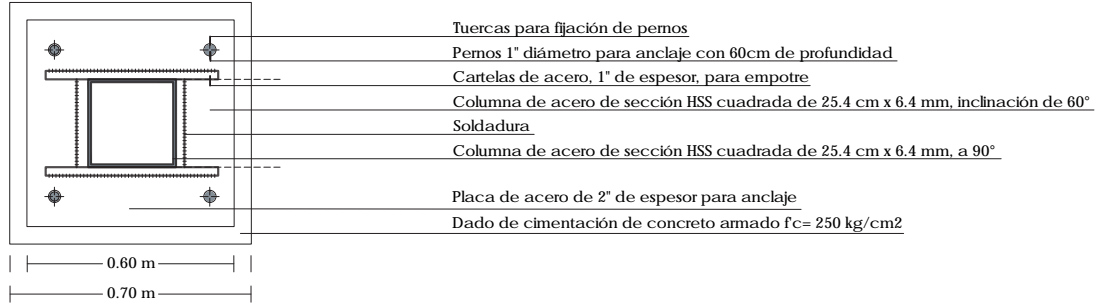 Tuercas para fijación de pernos
Pernos 1" diámetro para anclaje con 60cm de profundidad
Cartelas de acero, 1" de espesor, para empotre
Columna de acero de sección HSS cuadrada de 25.4 cm x 6.4 mm, inclinación de 60°
Soldadura
Columna de acero de sección HSS cuadrada de 25.4 cm x 6.4 mm, a 90°
Placa de acero de 2" de espesor para anclaje
Dado de cimentación de concreto armado f'c= 250 kg/cm2
0.60 m
0.70 m